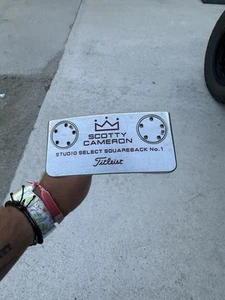 SCOTTY
CAMERON
STUDIO SELECT SQUAREBACK No. 1
Titleist